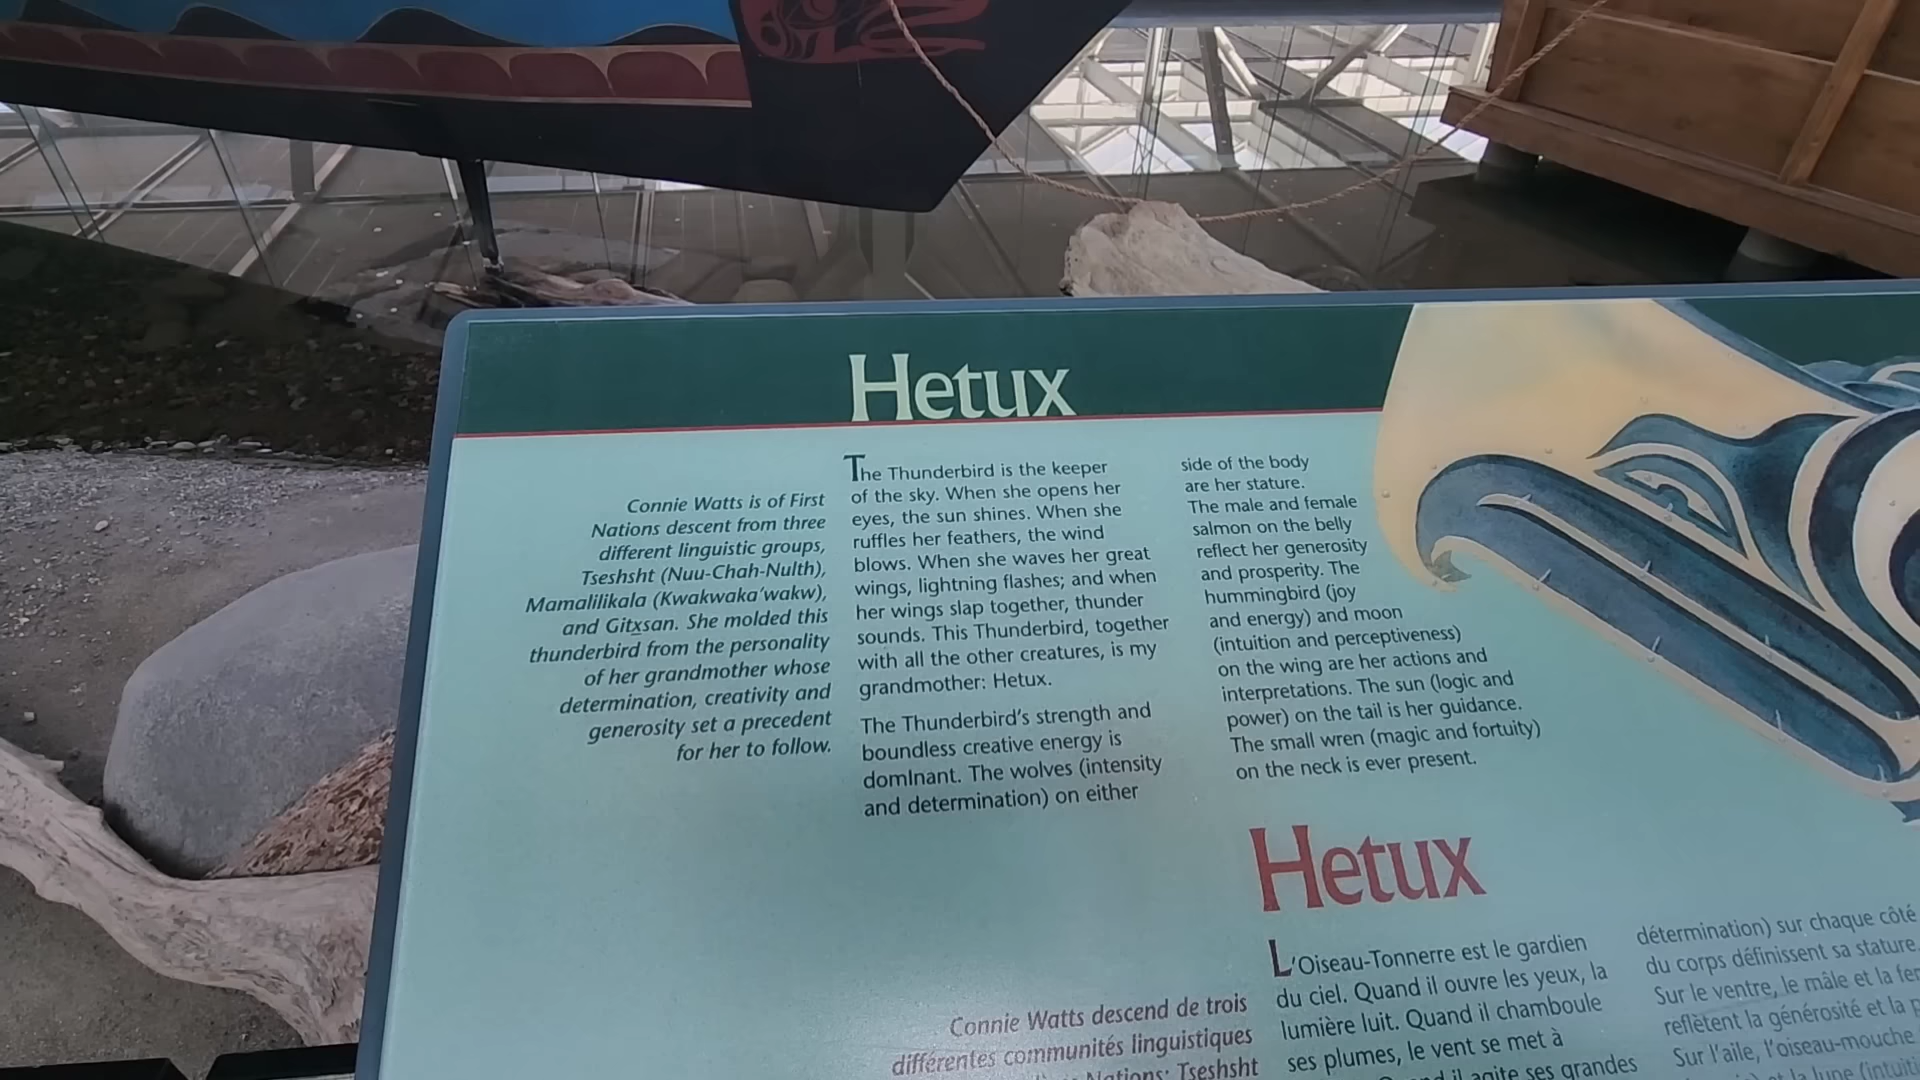 Hetux
Connie Watts is of First
Nations descent from three
different linguistic groups,
Tseshsht (Nuu-Chah-Nulth),
Mamalilikala (Kwakwaka'wakw),
and Gitx̱san. She molded this
thunderbird from the personality
of her grandmother whose
determination, creativity and
generosity set a precedent
for her to follow.
The Thunderbird is the keeper
of the sky. When she opens her
eyes, the sun shines. When she
ruffles her feathers, the wind
blows. When she waves her great
wings, lightning flashes; and when
her wings slap together, thunder
sounds. This Thunderbird, together
with all the other creatures, is my
grandmother: Hetux.
The Thunderbird's strength and
boundless creative energy is
domInant. The wolves (intensity
and determination) on either
side of the body
are her stature.
The male and female
salmon on the belly
reflect her generosity
and prosperity. The
hummingbird (joy
and energy) and moon
(intuition and perceptiveness)
on the wing are her actions and
interpretations. The sun (logic and
power) on the tail is her guidance.
The small wren (magic and fortuity)
on the neck is ever present.
Hetux
Connie Watts descend de trois
différentes communités linguistiques
Nations: Tseshsht
L'Oiseau-Tonnerre est le gardien
du ciel. Quand il ouvre les yeux, la
lumière luit. Quand il chamboule
ses plumes, le vent se met à
il agite ses grandes
détermination) sur chaque côté
du corps définissent sa stature.
Sur le ventre, le mâle et la
reflètent la générosité et la
Sur l'aile, l'oiseau-mouche
et la lune